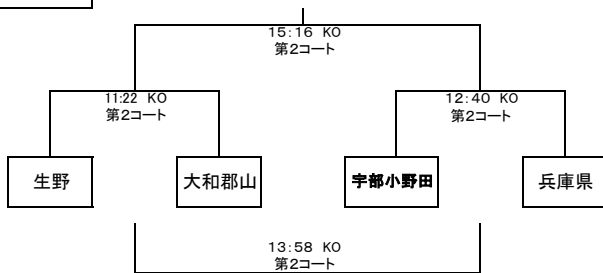 15:16 KO
第2コート
11:22 KO
第2コート
12:40 KO
第2コート
生野
大和郡山
宇部小野田
兵庫県
13:58 KO
第2コート